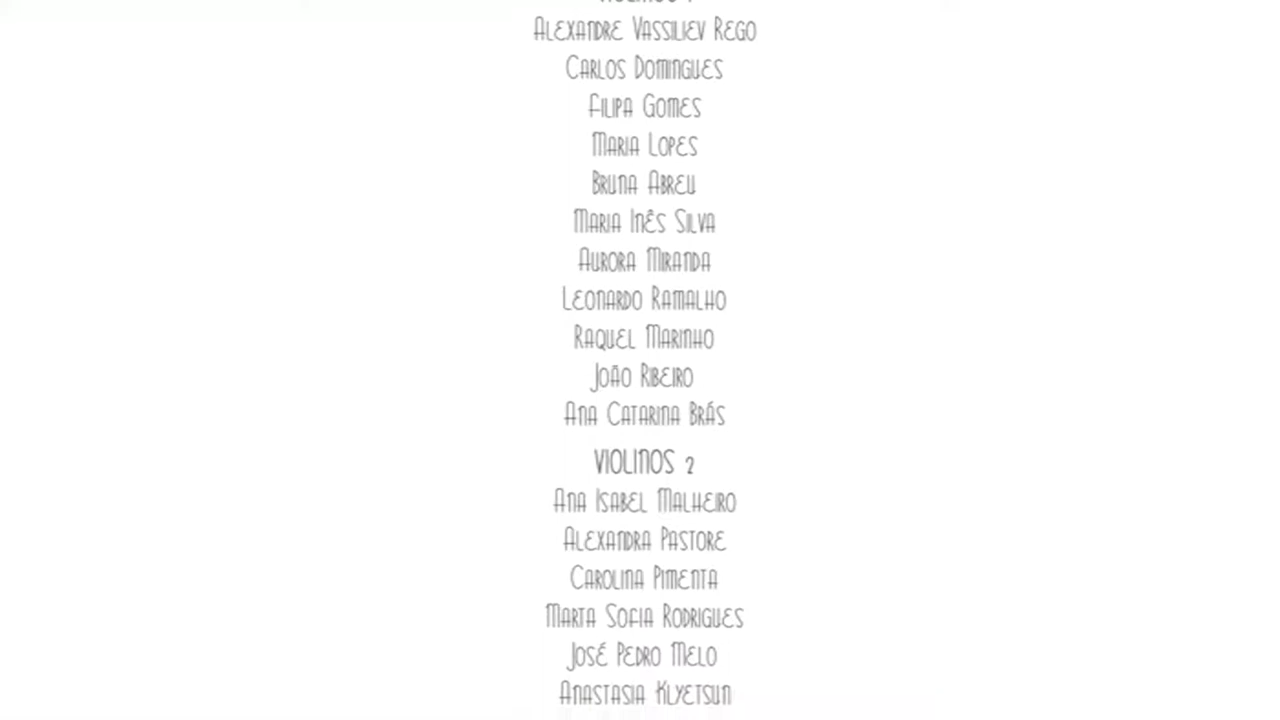 Alexandre Vassiliev Rego
Carlos Domingues
Filipa Gomes
Maria Lopes
Bruna Abreu
Maria Inês Silva
Aurora Miranda
Leonardo Ramalho
Raquel Marinho
João Ribeiro
Ana Catarina Brás
VIOLINOS 2
Ana Isabel Malheiro
Alexandra Pastore
Carolina Pimenta
Marta Sofia Rodrigues
José Pedro Melo
Anastasia Klyetsun